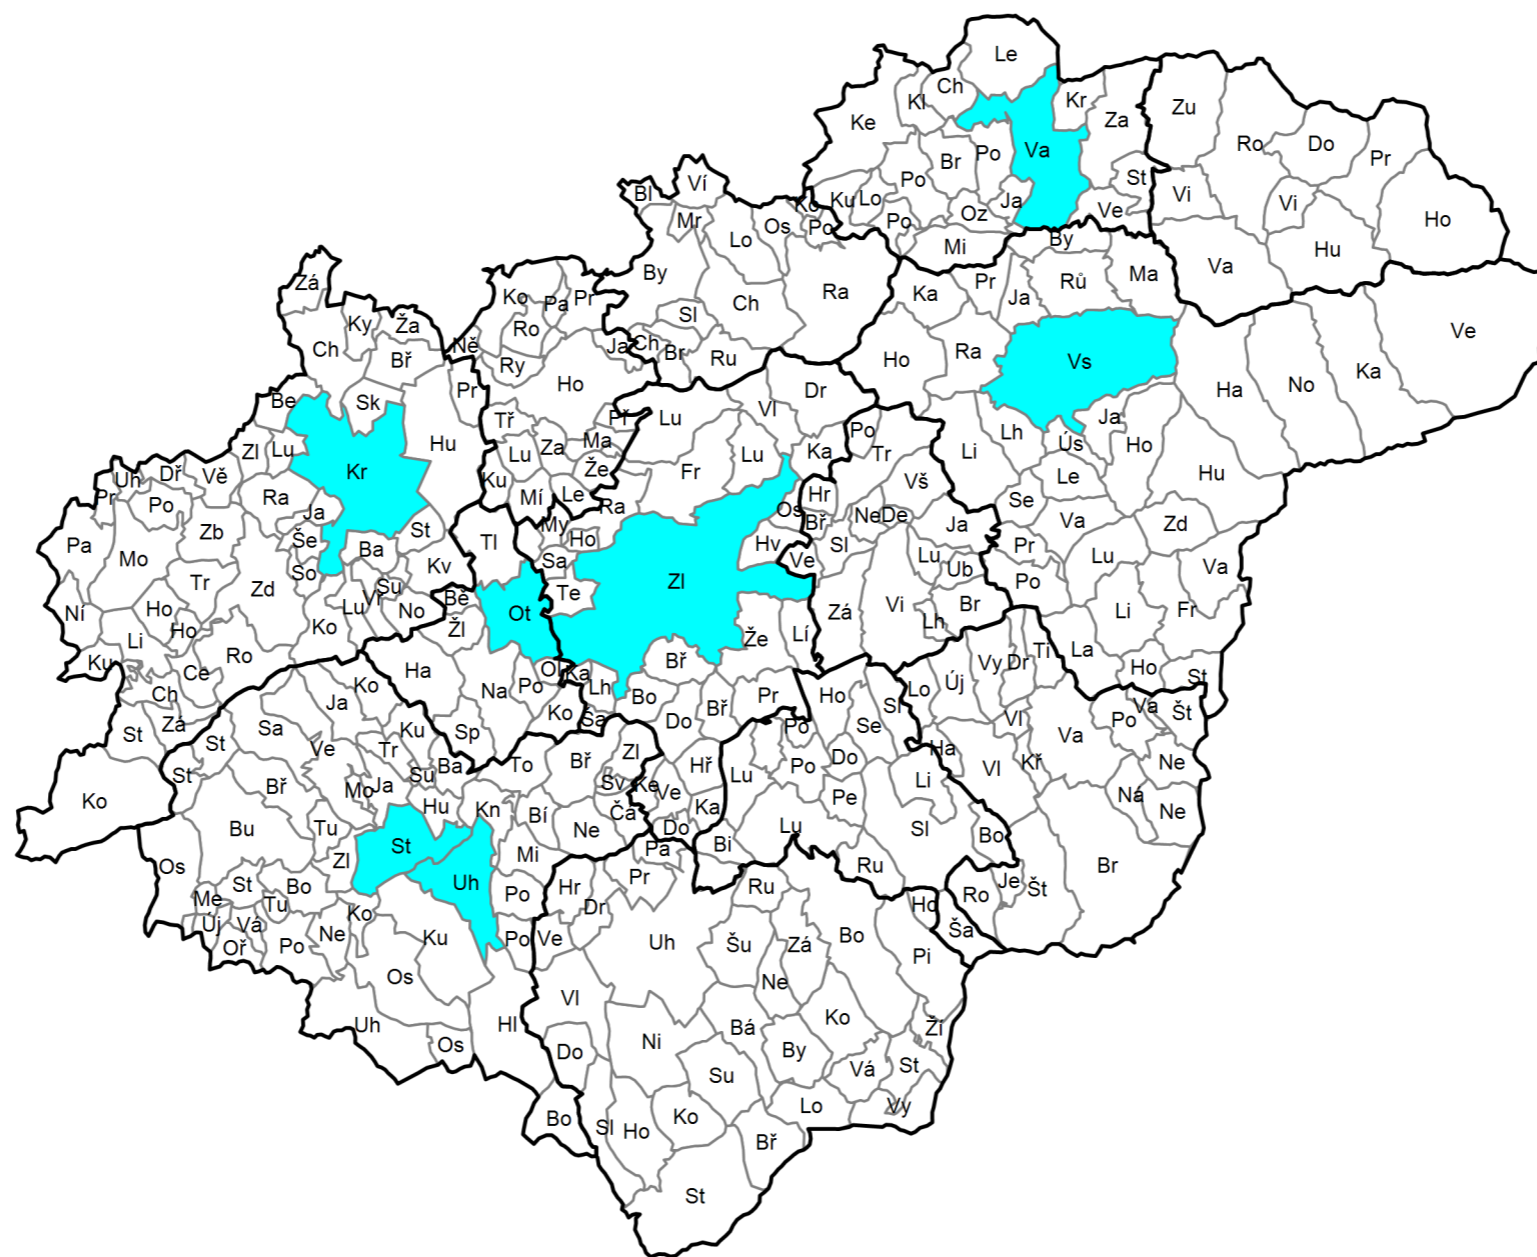 Le
Ch
Kl
Kr
Za
Zu
Ke
Va
Ro
Do
Pr
Br
Po
Po
St
Ví
Bl
Vi
Vi
Ku
Lo
Ja
Ve
Ho
Ko
Po
Po
Oz
Mr
Os
Lo
Mi
By
Hu
Va
By
Ma
Rů
Pr
Ja
Ka
Ra
Ch
Zá
Ko
Pa
Pr
Sl
Ky
Ža
Ro
Ně
Ja
Ch
Br
Ru
Ho
Ra
Vs
Ve
Ch
Bř
Ry
Ho
Ka
No
Ha
Pr
Dr
Be
Sk
Vl
Tř
Př
Lu
Ja
Lh
Ús
Ho
Hu
Zl
Lu
Hu
Lu
Za
Ma
Po
Tr
Ka
Lu
Li
Kr
Fr
Že
Uh
Dř
Vě
Ku
Mí
Le
Vš
Le
Pr
Po
Ra
Ja
Ra
Hr
Se
Os
Ne
De
Ja
Va
Zd
Zb
St
My
Ho
Bř
Pa
Še
Ba
Tl
Hv
Sl
Pr
Lu
Mo
Sa
Ve
Lu
Ub
Va
So
Kv
Zl
Po
Tr
Zd
Su
Te
Vř
Bě
Vi
Br
Li
Fr
Ní
Ho
Lu
No
Ot
Zá
Ho
Žl
Lh
Li
Ko
Že
Lí
La
Ku
Ro
Bř
Vy
Dr
Ti
Ce
Ha
Ol
Ka
Ho
St
Ch
Ko
Na
Po
Lh
Bo
Pr
Ho
Sl
Lo
Új
Zá
Ja
Ko
Sa
Do
Bř
Se
Vl
Po
Va
Št
St
Sa
Ku
Sp
Po
Va
St
Ve
Tr
Ba
To
Bř
Zl
Hř
Do
Ha
Kř
Ne
St
Su
Sv
Ke
Lu
Po
Vl
Li
Bř
Mo
Ja
Hu
Kn
Ve
Pe
Ná
Ko
Bí
Čá
Ka
Ne
Bu
Tu
Ne
Do
Lu
Sl
Bo
St
Mi
Pa
Bi
Os
Zl
Ru
Br
St
Bo
Uh
Hr
Pr
Ru
Je
Me
Tu
Po
Dr
Ho
Ro
Št
Új
Vá
Ko
Oř
Po
Ne
Ku
Po
Ve
Uh
Šu
Zá
Bo
Ša
Os
Ne
Pi
Vl
Uh
Hl
Bá
Ko
Ží
Os
Do
Ni
By
Su
Vá
St
Bo
Sl
Ho
Ko
Lo
Vy
Bř
St